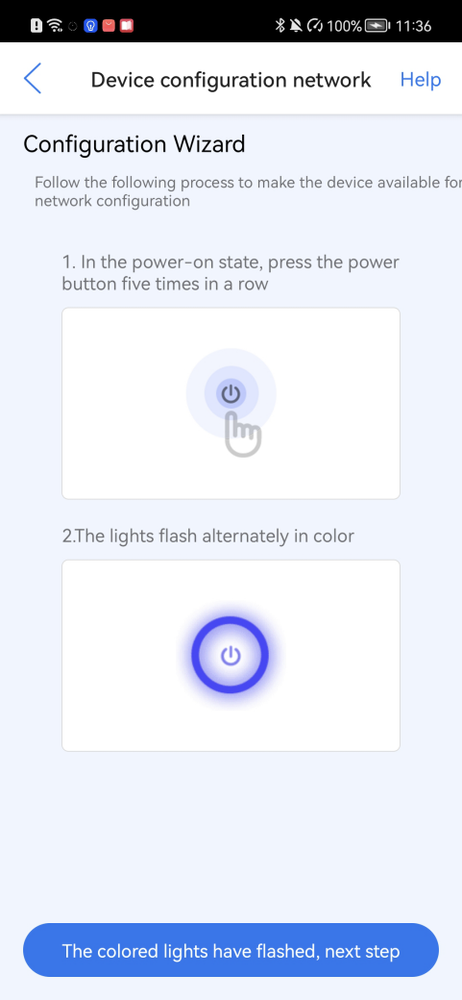 100% 11:36
Device configuration network Help
Configuration Wizard
Follow the following process to make the device available for
network configuration
1. In the power-on state, press the power
button five times in a row
2.The lights flash alternately in color
The colored lights have flashed, next step